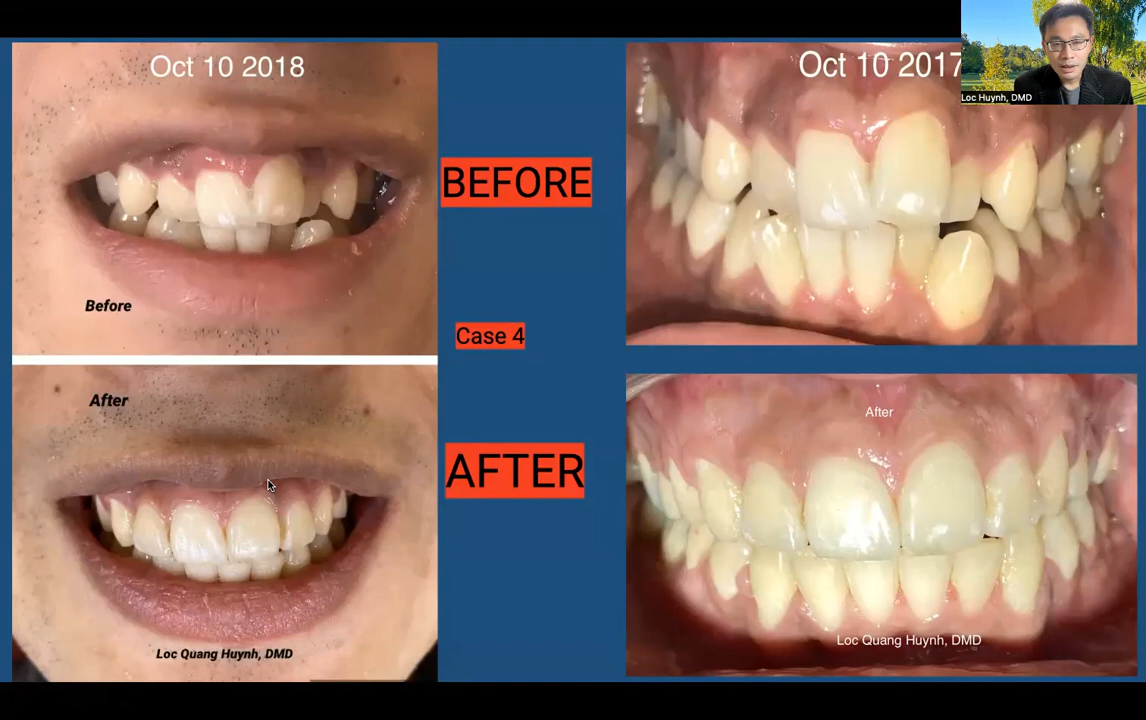 Oct 10 2018
Before
After
Loc Quang Huynh, DMD
BEFORE
Case 4
AFTER
Oct 10 2017
After
Loc Quang Huynh, DMD
Loc Huynh, DMD